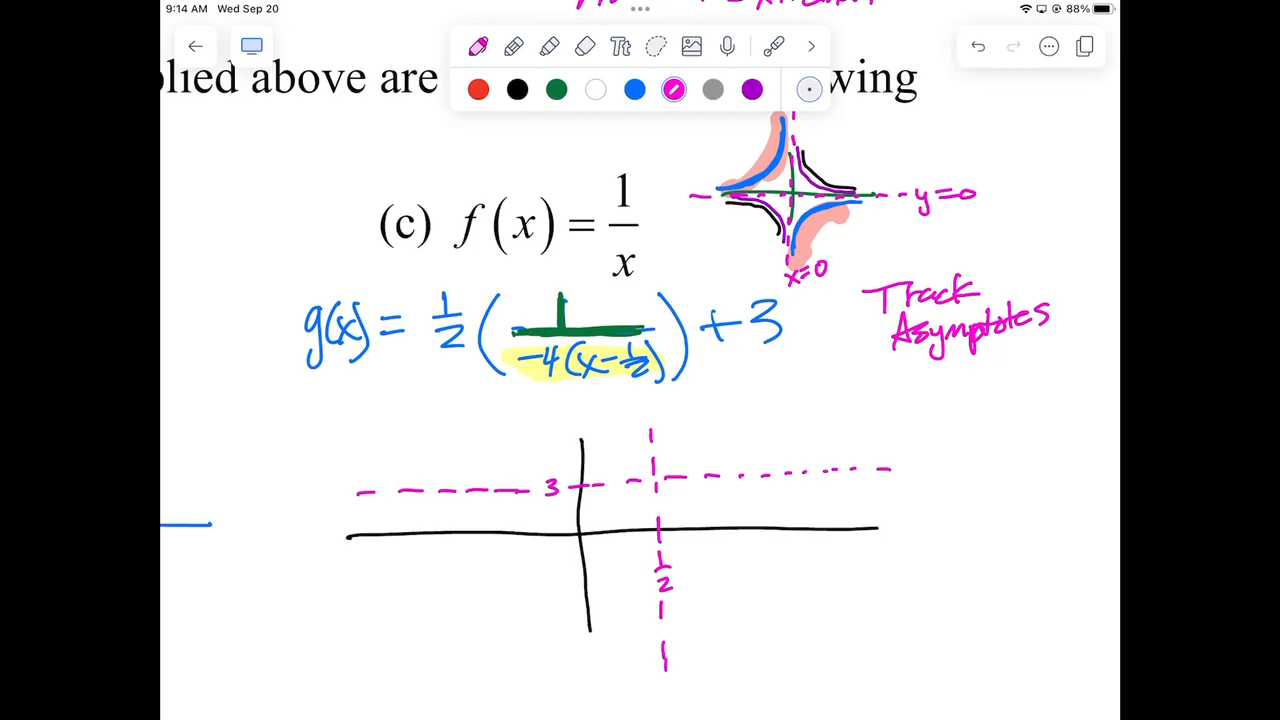 9:14 AM Wed Sep 20
88%
Tt
plied above are
wing
(c) f(x) = 1/x
y=0
x=0
Track
Asymptotes
g(x) = 1/2 (1/(-4(x-1/2))) + 3
3
1/2